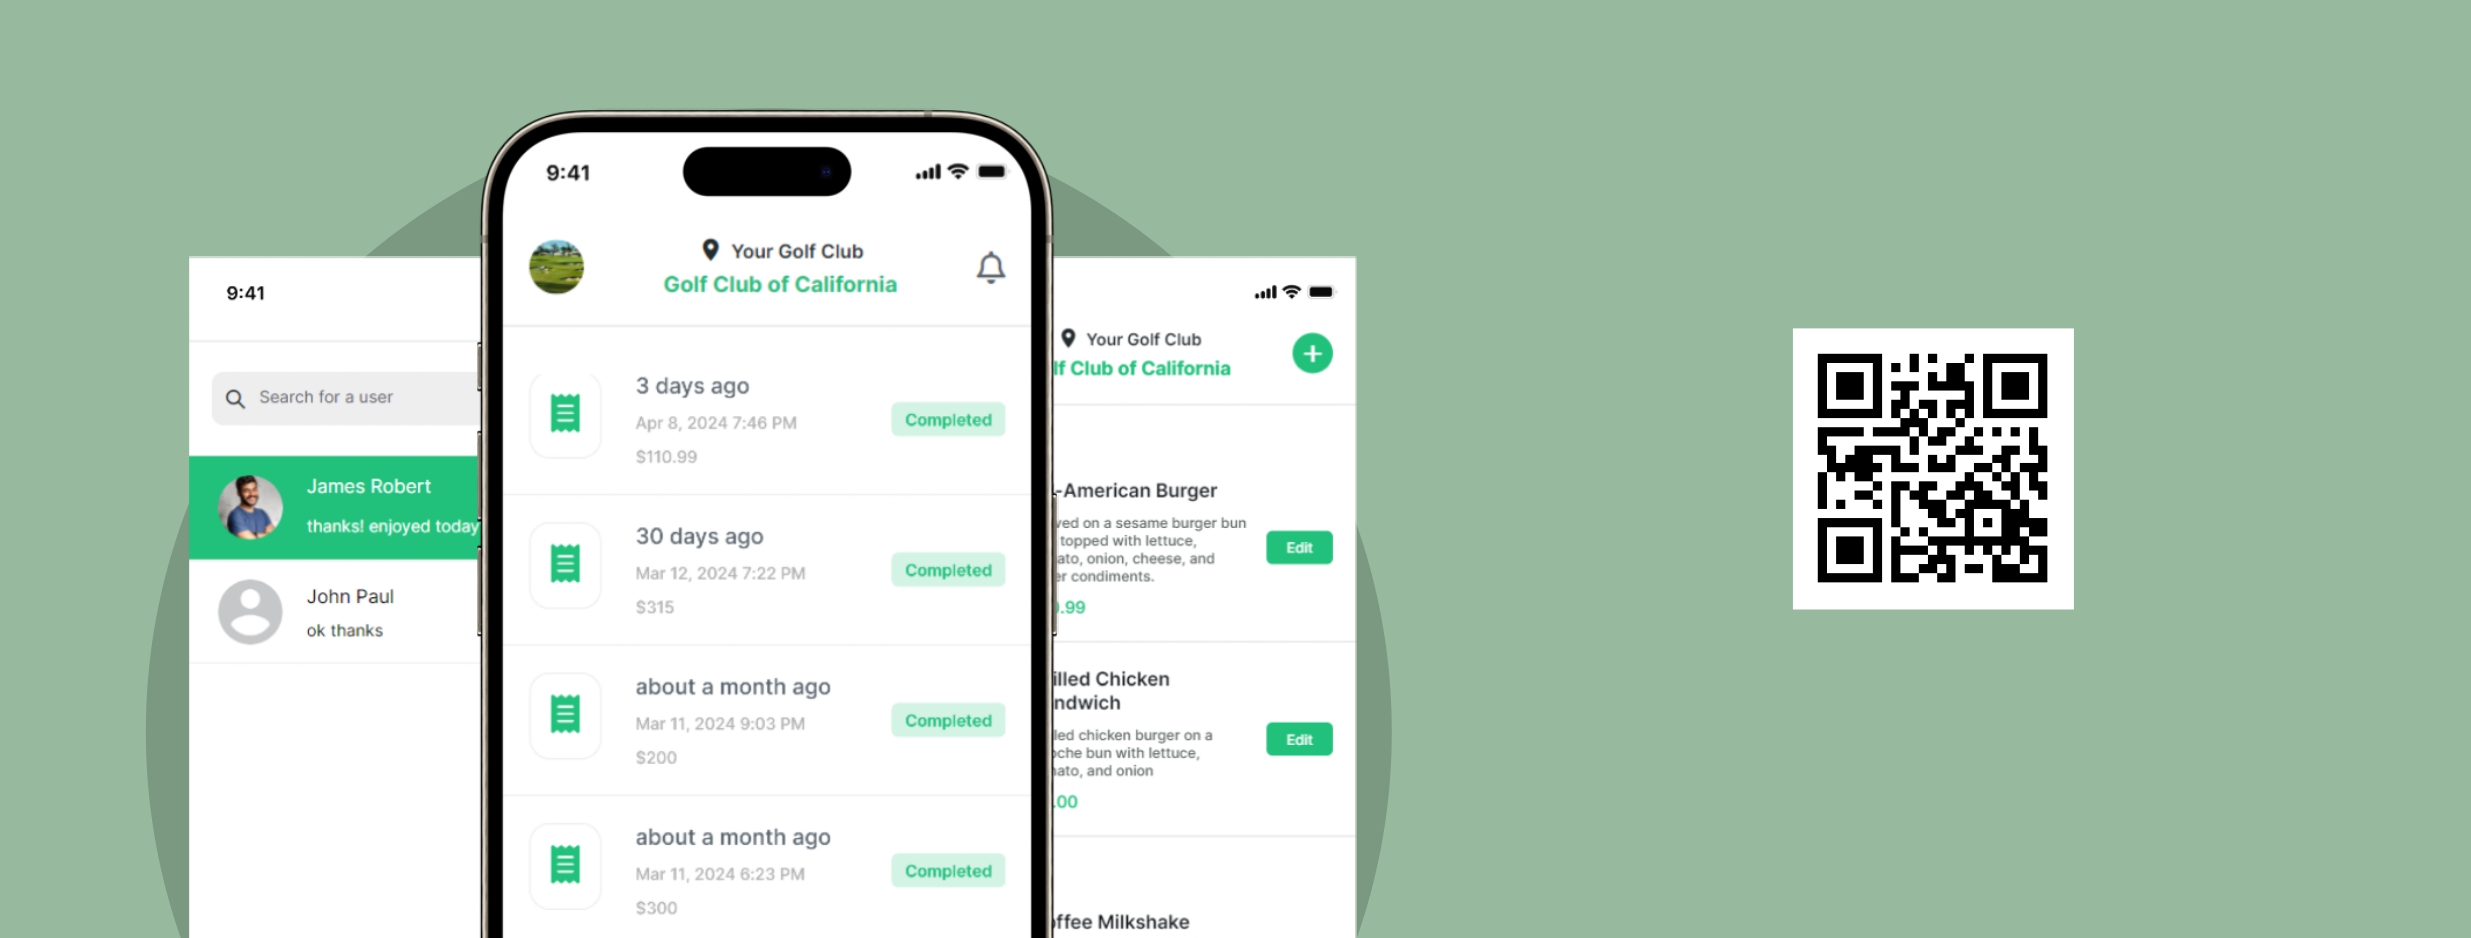 9:41
Search for a user
James Robert
thanks! enjoyed today
John Paul
ok thanks
9:41
Your Golf Club
Golf Club of California
3 days ago
Apr 8, 2024 7:46 PM
$110.99
Completed
30 days ago
Mar 12, 2024 7:22 PM
$315
Completed
about a month ago
Mar 11, 2024 9:03 PM
$200
Completed
about a month ago
Mar 11, 2024 6:23 PM
$300
Completed
Your Golf Club
lf Club of California
-American Burger
ved on a sesame burger bun
topped with lettuce,
ato, onion, cheese, and
er condiments.
.99
Edit
illed Chicken
ndwich
led chicken burger on a
oche bun with lettuce,
nato, and onion
.00
Edit
offee Milkshake